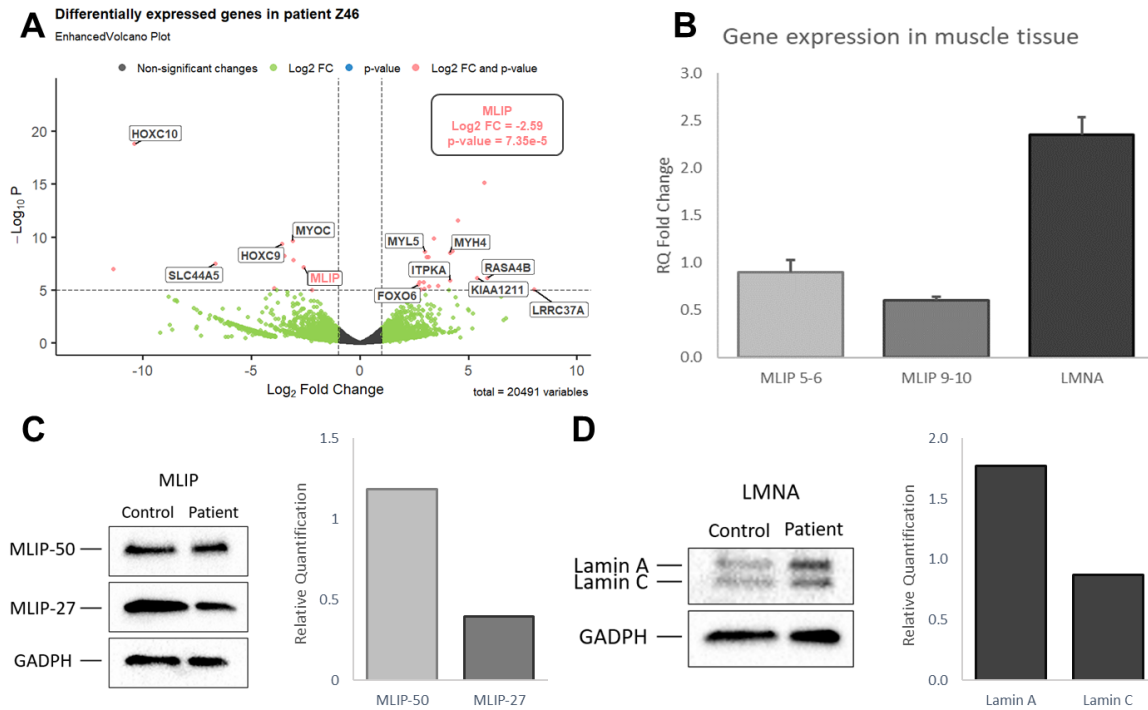 A
Differentially expressed genes in patient Z46
EnhancedVolcano Plot
Non-significant changes
Log2 FC
p-value
Log2 FC and p-value
MLIP
Log2 FC = -2.59
p-value = 7.35e-5
HOXC10
MYOC
HOXC9
SLC44A5
MLIP
MYL5
MYH4
ITPKA
RASA4B
FOXO6
KIAA1211
LRRC37A
− Log10 P
20
15
10
5
0
-10
-5
0
5
10
Log2 Fold Change
total = 20491 variables
B
Gene expression in muscle tissue
RQ Fold Change
3.0
2.5
2.0
1.5
1.0
0.5
0.0
MLIP 5-6
MLIP 9-10
LMNA
C
MLIP
Control Patient
MLIP-50
MLIP-27
GADPH
Relative Quantification
1.5
1
0.5
0
MLIP-50
MLIP-27
D
LMNA
Control Patient
Lamin A
Lamin C
GADPH
Relative Quantification
2.0
1.5
1.0
0.5
0.0
Lamin A
Lamin C